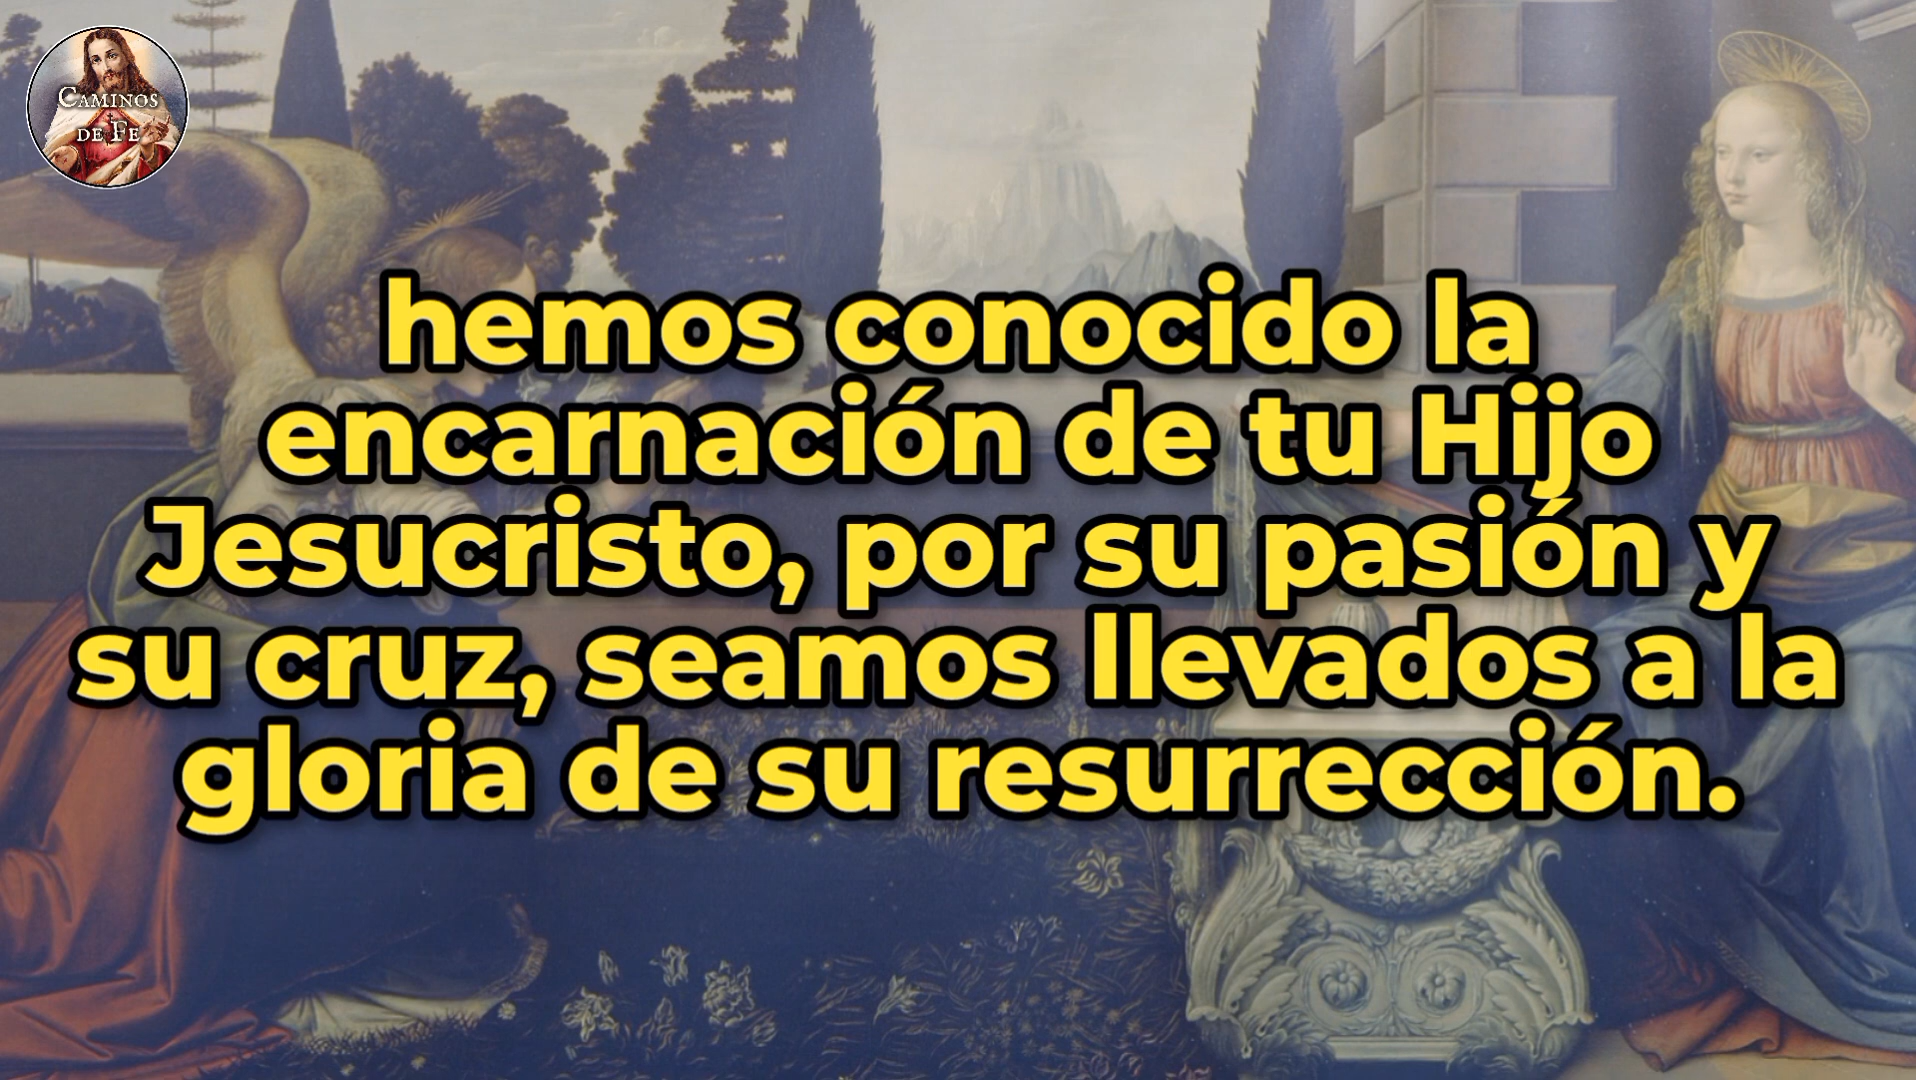 CAMINOS
DE FE
hemos conocido la
encarnación de tu Hijo
Jesucristo, por su pasión y
su cruz, seamos llevados a la
gloria de su resurrección.